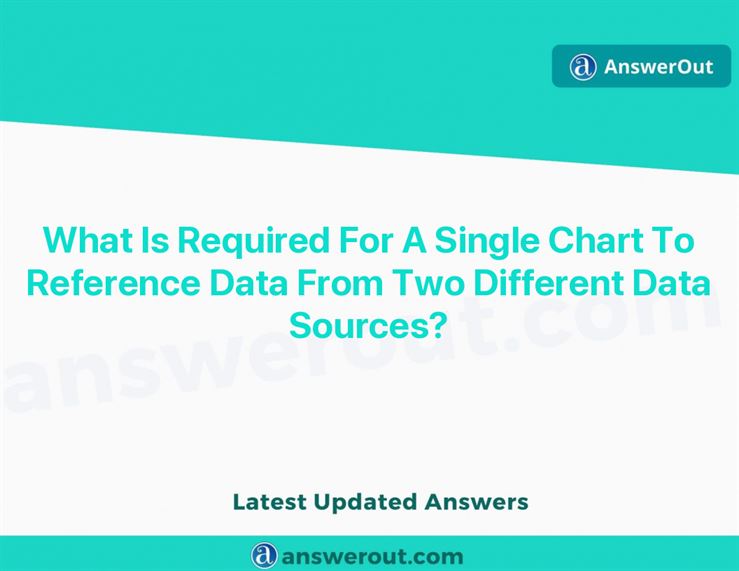 AnswerOut
What Is Required For A Single Chart To
Reference Data From Two Different Data
Sources?
answerout.com
Latest Updated Answers
answerout.com